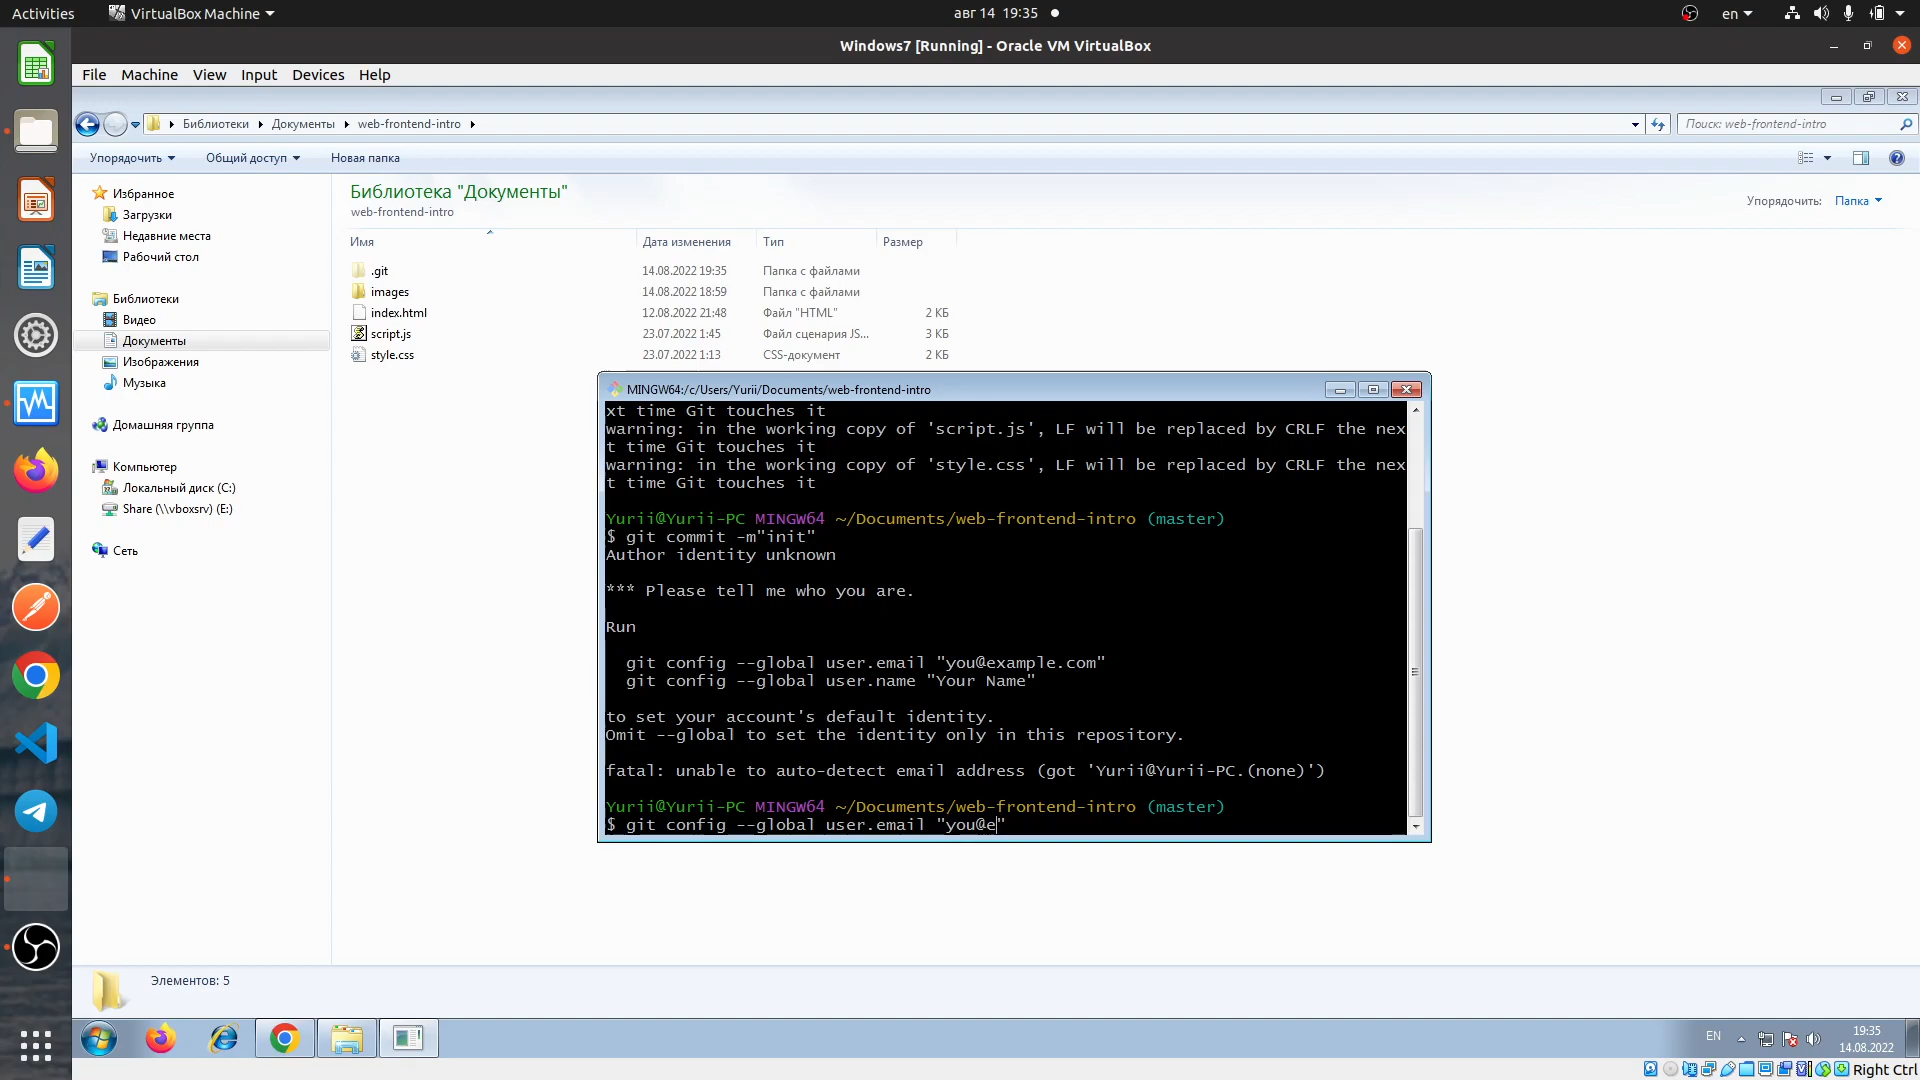 Activities
VirtualBox Machine
авг 14 19:35
en
Windows7 [Running] - Oracle VM VirtualBox
File Machine View Input Devices Help
Библиотеки
Документы
web-frontend-intro
Поиск: web-frontend-intro
Упорядочить
Общий доступ
Новая папка
Избранное
Загрузки
Недавние места
Рабочий стол
Библиотеки
Видео
Документы
Изображения
Музыка
Домашняя группа
Компьютер
Локальный диск (C:)
Share (\\vboxsrv) (E:)
Сеть
Библиотека "Документы"
web-frontend-intro
Упорядочить: Папка
Имя Дата изменения Тип Размер
.git 14.08.2022 19:35 Папка с файлами
images 14.08.2022 18:59 Папка с файлами
index.html 12.08.2022 21:48 Файл "HTML" 2 КБ
script.js 23.07.2022 1:45 Файл сценария JS... 3 КБ
style.css 23.07.2022 1:13 CSS-документ 2 КБ
MINGW64:/c/Users/Yurii/Documents/web-frontend-intro
xt time Git touches it
warning: in the working copy of 'script.js', LF will be replaced by CRLF the nex
t time Git touches it
warning: in the working copy of 'style.css', LF will be replaced by CRLF the nex
t time Git touches it
Yurii@Yurii-PC MINGW64 ~/Documents/web-frontend-intro (master)
$ git commit -m"init"
Author identity unknown
*** Please tell me who you are.
Run
git config --global user.email "you@example.com"
git config --global user.name "Your Name"
to set your account's default identity.
Omit --global to set the identity only in this repository.
fatal: unable to auto-detect email address (got 'Yurii@Yurii-PC.(none)')
Yurii@Yurii-PC MINGW64 ~/Documents/web-frontend-intro (master)
$ git config --global user.email "you@e"
Элементов: 5
EN
19:35
14.08.2022
Right Ctrl